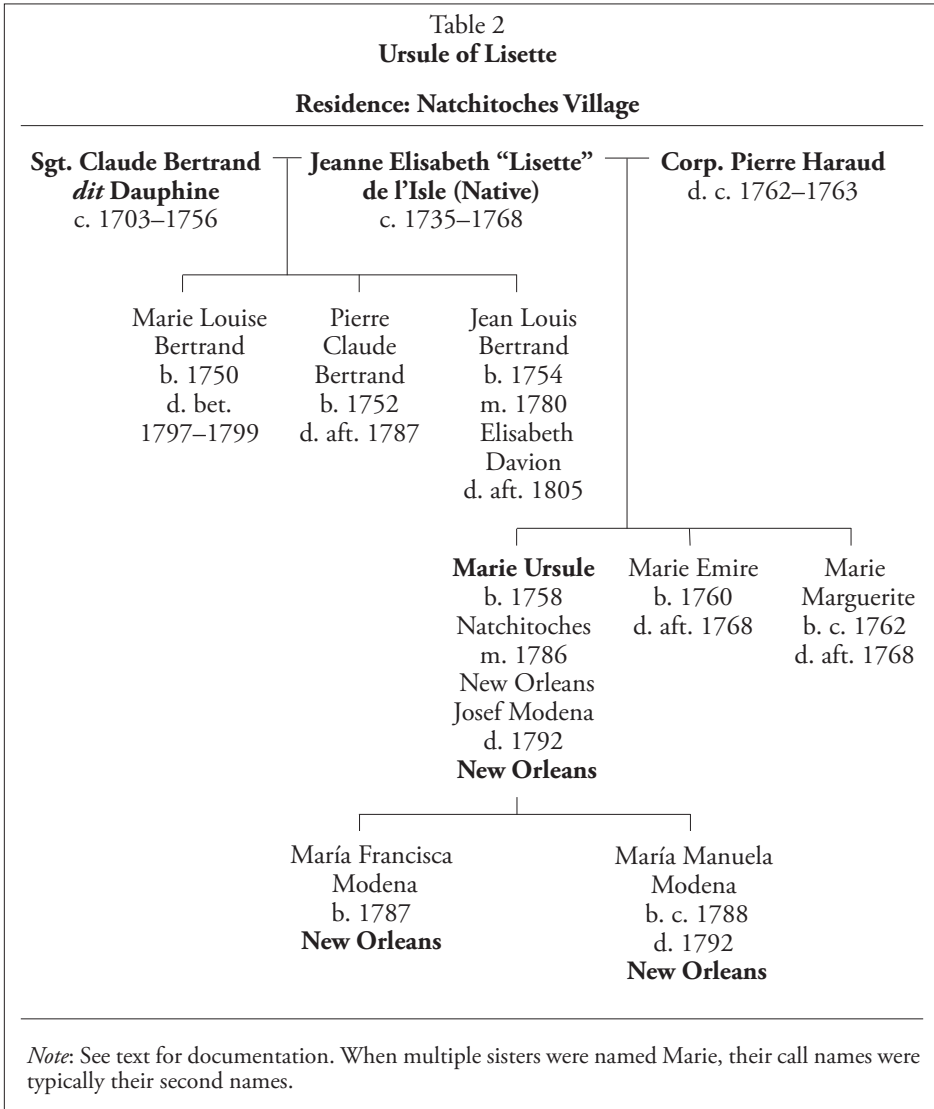 Table 2
Ursule of Lisette
Residence: Natchitoches Village
Sgt. Claude Bertrand
dit Dauphine
c. 1703–1756
Jeanne Elisabeth “Lisette”
de l'Isle (Native)
c. 1735–1768
Corp. Pierre Haraud
d. c. 1762–1763
Marie Louise
Bertrand
b. 1750
d. bet.
1797–1799
Pierre
Claude
Bertrand
b. 1752
d. aft. 1787
Jean Louis
Bertrand
b. 1754
m. 1780
Elisabeth
Davion
d. aft. 1805
Marie Ursule
b. 1758
Natchitoches
m. 1786
New Orleans
Josef Modena
d. 1792
New Orleans
Marie Emire
b. 1760
d. aft. 1768
Marie
Marguerite
b. c. 1762
d. aft. 1768
María Francisca
Modena
b. 1787
New Orleans
María Manuela
Modena
b. c. 1788
d. 1792
New Orleans
Note: See text for documentation. When multiple sisters were named Marie, their call names were
typically their second names.